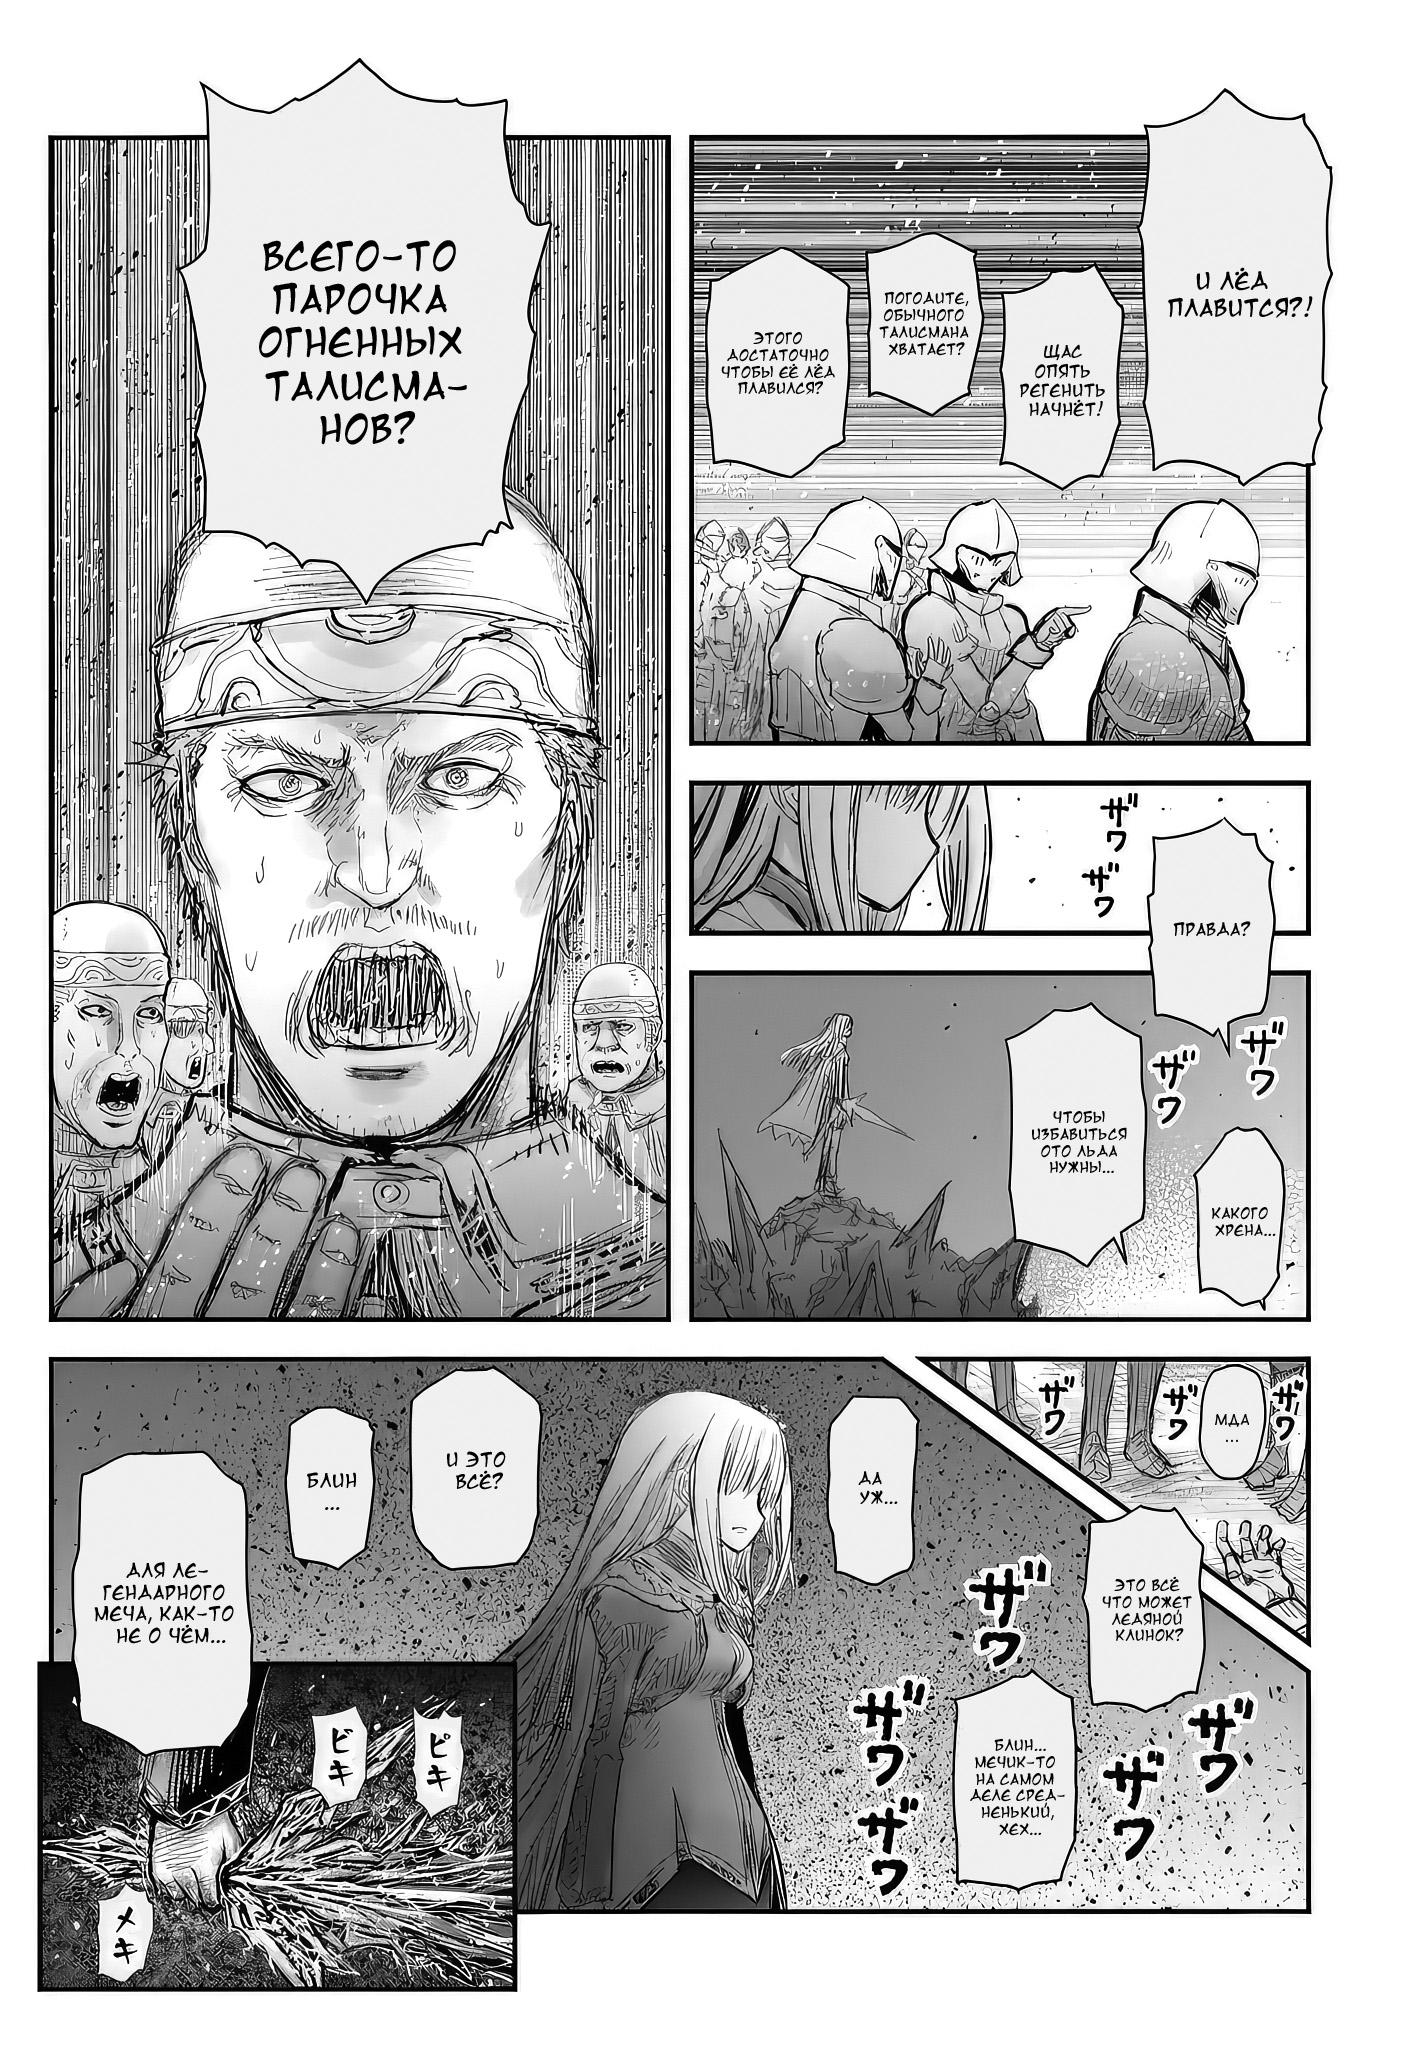 И ЛЁД
ПЛАВИТСЯ?!
ЩАС
ОПЯТЬ
РЕГЕНИТЬ
НАЧНЁТ!
ПОГОДИТЕ,
ОБЫЧНОГО
ТАЛИСМАНА
ХВАТАЕТ?
ЭТОГО
ДОСТАТОЧНО
ЧТОБЫ ЕЁ ЛЁД
ПЛАВИЛСЯ?
ザワ
ザワ
ПРАВДА?
ザワ
ザワ
ЧТОБЫ
ИЗБАВИТЬСЯ
ОТО ЛЬДА
НУЖНЫ...
КАКОГО
ХРЕНА...
ВСЕГО-ТО
ПАРОЧКА
ОГНЕННЫХ
ТАЛИСМА-
НОВ?
ザワ
МДА
...
ザワ
ザワ
ЭТО ВСЁ
ЧТО МОЖЕТ
ЛЕДЯНОЙ
КЛИНОК?
ДА
УЖ...
БЛИН...
МЕЧИК-ТО
НА САМОМ
ДЕЛЕ СРЕД-
НЕНЬКИЙ,
ХЕХ...
ザワ
ザワ
ザワ
ザワ
ザワ
И ЭТО
ВСЁ?
БЛИН
...
ДЛЯ ЛЕ-
ГЕНДАРНОГО
МЕЧА, КАК-ТО
НЕ О ЧЁМ...
ピキ
ビキ
メキ